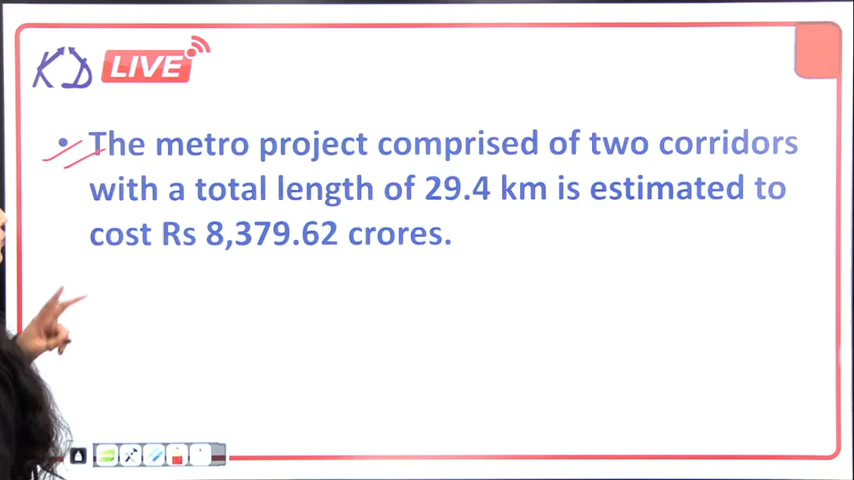 KD LIVE
• The metro project comprised of two corridors
with a total length of 29.4 km is estimated to
cost Rs 8,379.62 crores.